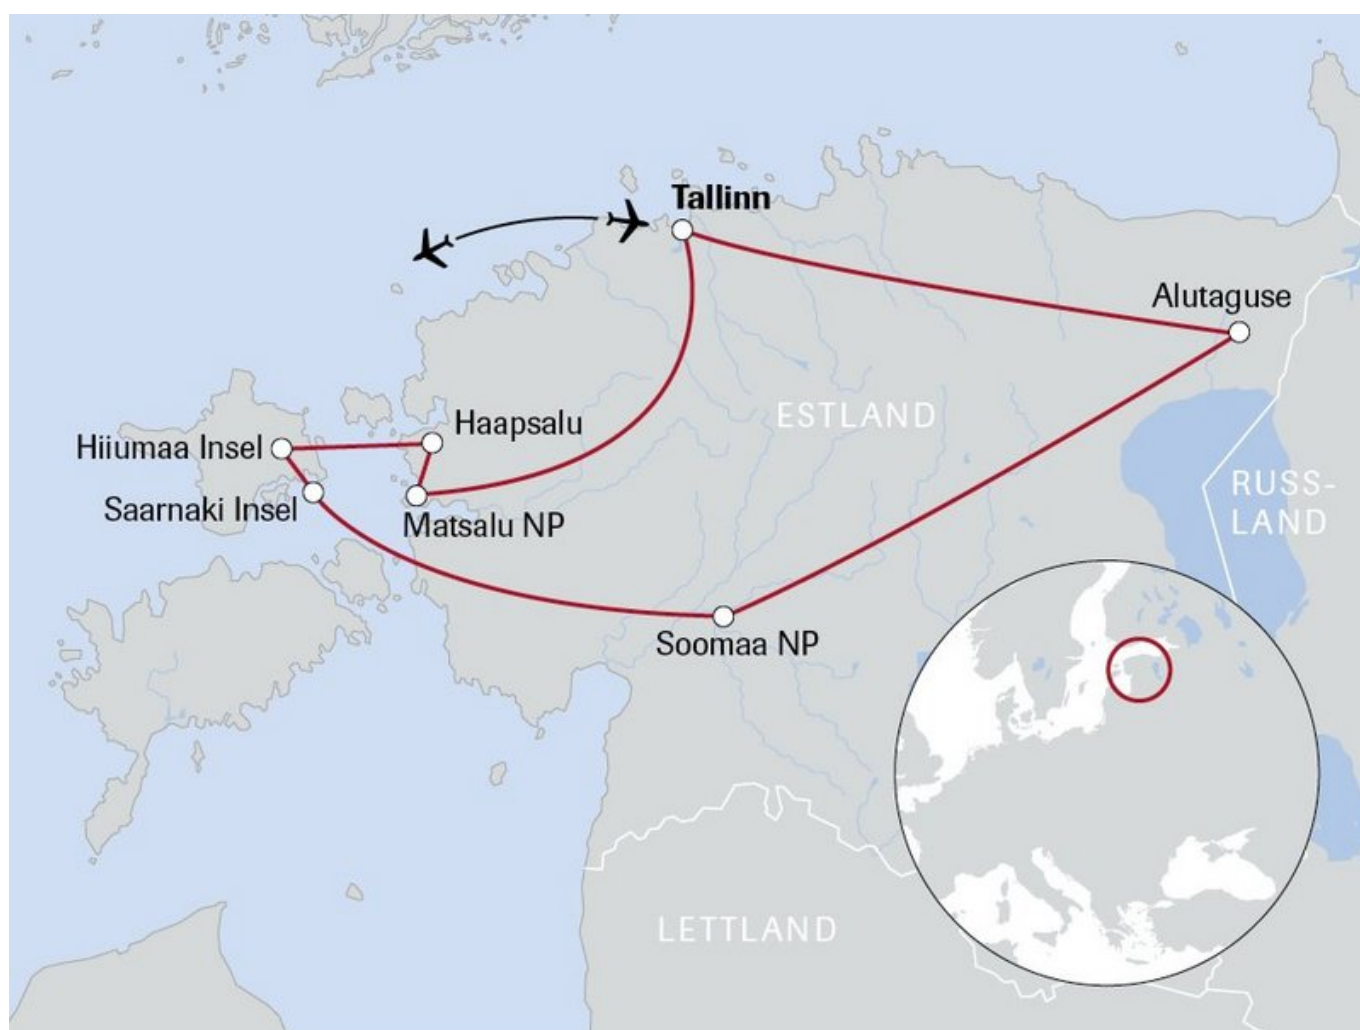 Tallinn
Alutaguse
ESTLAND
Haapsalu
Hiiumaa Insel
Saarnaki Insel
Matsalu NP
RUSS-
LAND
Soomaa NP
LETTLAND